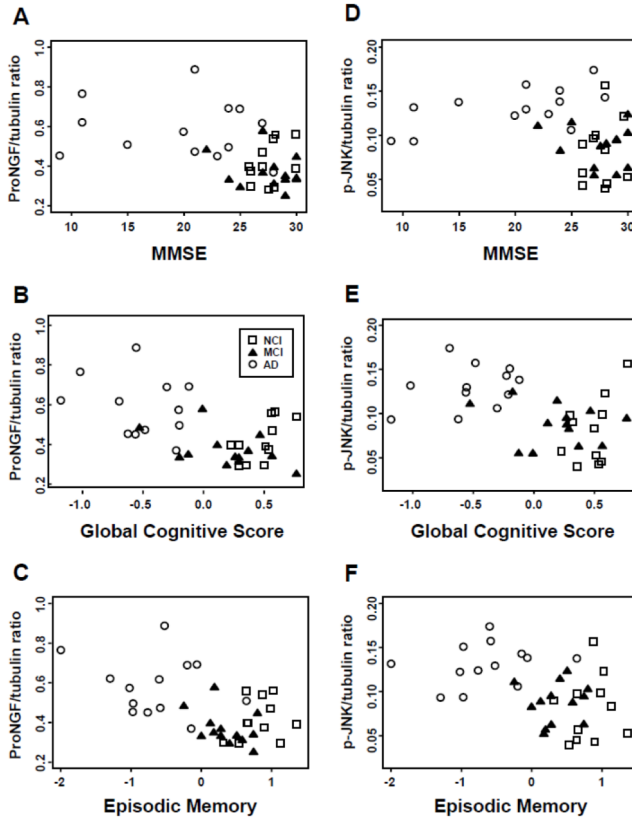 A
ProNGF/tubulin ratio
1.0
0.8
0.6
0.4
0.2
10 15 20 25 30
MMSE
D
p-JNK/tubulin ratio
0.20
0.15
0.10
0.05
10 15 20 25 30
MMSE
B
ProNGF/tubulin ratio
1.0
0.8
0.6
0.4
0.2
NCI
MCI
AD
-1.0 -0.5 0.0 0.5
Global Cognitive Score
E
p-JNK/tubulin ratio
0.20
0.15
0.10
0.05
-1.0 -0.5 0.0 0.5
Global Cognitive Score
C
ProNGF/tubulin ratio
1.0
0.8
0.6
0.4
0.2
-2 -1 0 1
Episodic Memory
F
p-JNK/tubulin ratio
0.20
0.15
0.10
0.05
-2 -1 0 1
Episodic Memory